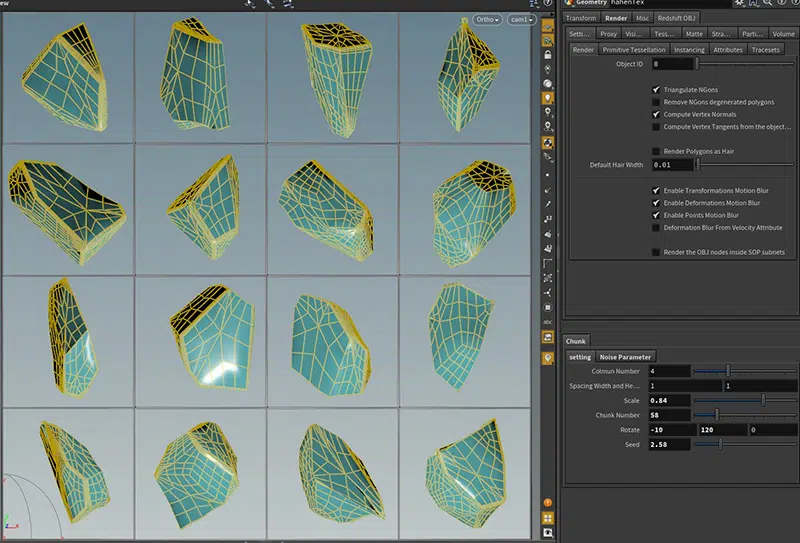 ew
Ortho
cam1
Geometry hahenTex
Transform Render Misc Redshift OBJ
Setti... Proxy Visi... Tess... Matte Stra... Parti... Volume
Render Primitive Tessellation Instancing Attributes Tracesets
Object ID 0
Triangulate NGons
Remove NGons degenerated polygons
Compute Vertex Normals
Compute Vertex Tangents from the object...
Render Polygons as Hair
Default Hair Width 0.01
Enable Transformations Motion Blur
Enable Deformations Motion Blur
Enable Points Motion Blur
Deformation Blur From Velocity Attribute
Render the OBJ nodes inside SOP subnets
Chunk
setting Noise Parameter
Colmun Number 4
Spacing Width and He... 1 1
Scale 0.84
Chunk Number 58
Rotate -10 120 0
Seed 2.58